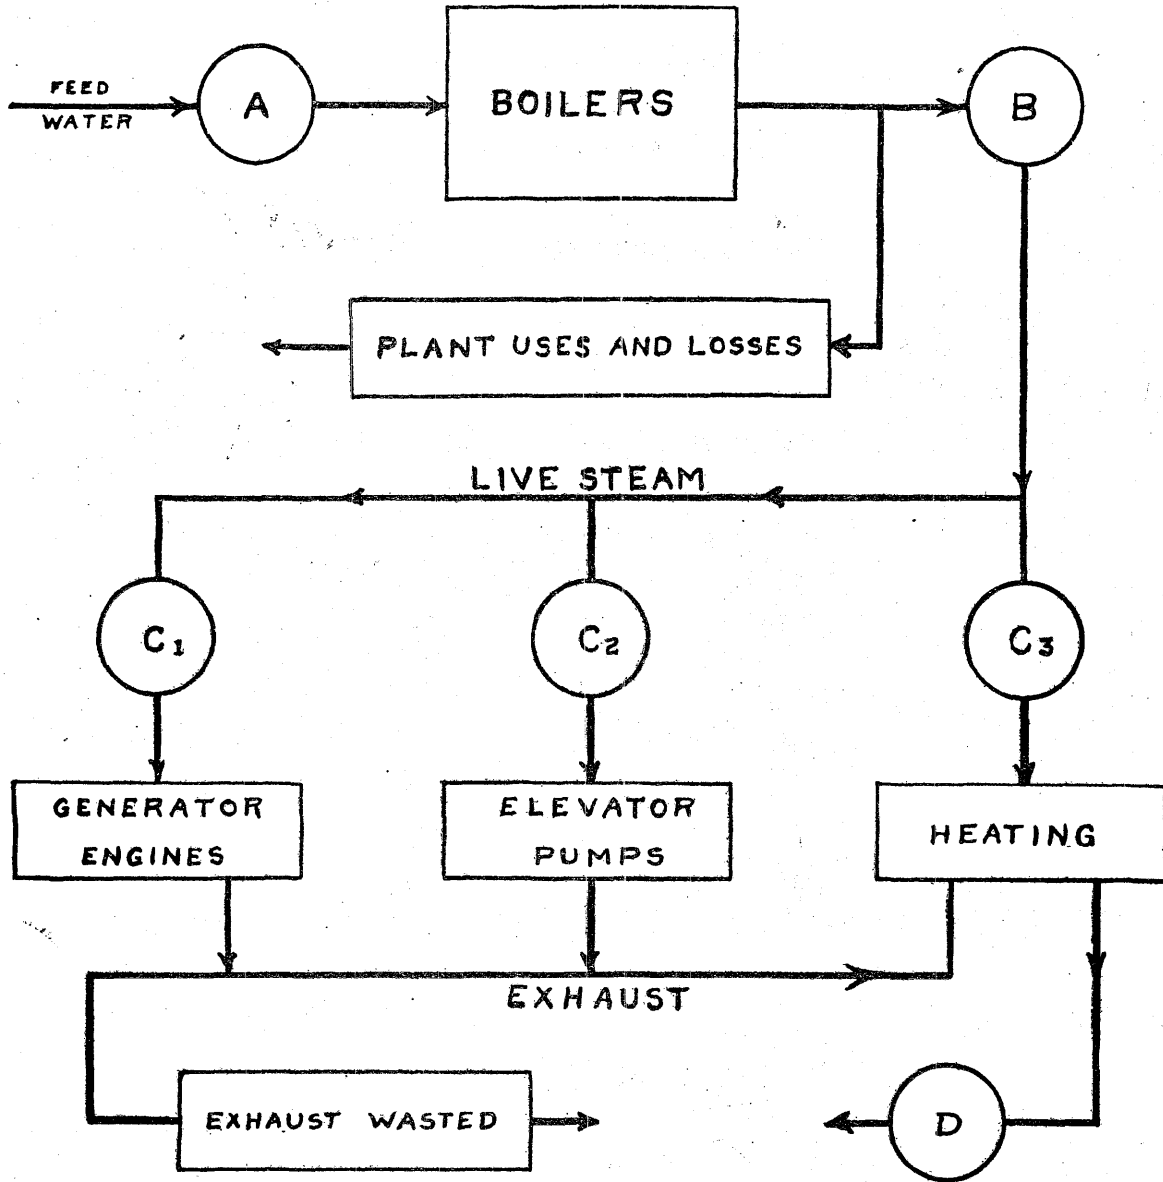 FEED
WATER
A
BOILERS
B
PLANT USES AND LOSSES
LIVE STEAM
C1
C2
C3
GENERATOR
ENGINES
ELEVATOR
PUMPS
HEATING
EXHAUST
EXHAUST WASTED
D